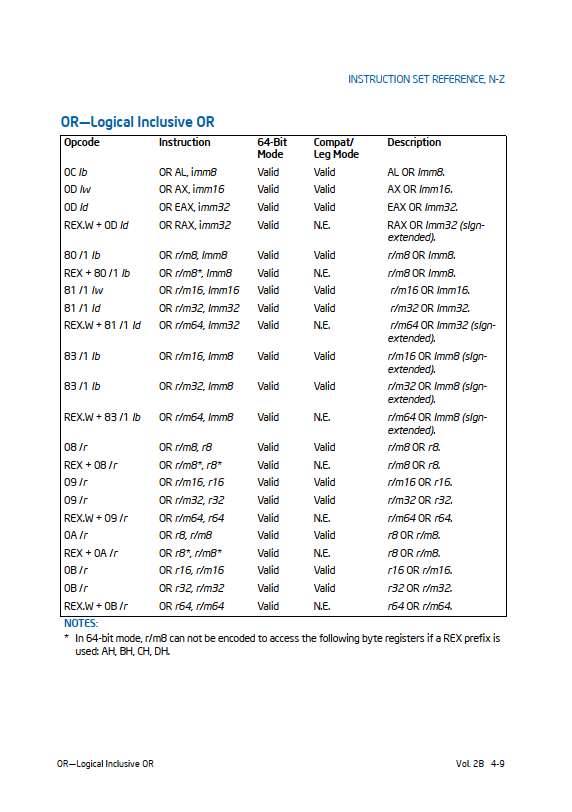 INSTRUCTION SET REFERENCE, N-Z
OR—Logical Inclusive OR
Opcode Instruction 64-Bit Mode Compat/ Leg Mode Description
0C ib OR AL, imm8 Valid Valid AL OR imm8.
0D iw OR AX, imm16 Valid Valid AX OR imm16.
0D id OR EAX, imm32 Valid Valid EAX OR imm32.
REX.W + 0D id OR RAX, imm32 Valid N.E. RAX OR imm32 (sign-
extended).
80 /1 ib OR r/m8, imm8 Valid Valid r/m8 OR imm8.
REX + 80 /1 ib OR r/m8*, imm8 Valid N.E. r/m8 OR imm8.
81 /1 iw OR r/m16, imm16 Valid Valid r/m16 OR imm16.
81 /1 id OR r/m32, imm32 Valid Valid r/m32 OR imm32.
REX.W + 81 /1 id OR r/m64, imm32 Valid N.E. r/m64 OR imm32 (sign-
extended).
83 /1 ib OR r/m16, imm8 Valid Valid r/m16 OR imm8 (sign-
extended).
83 /1 ib OR r/m32, imm8 Valid Valid r/m32 OR imm8 (sign-
extended).
REX.W + 83 /1 ib OR r/m64, imm8 Valid N.E. r/m64 OR imm8 (sign-
extended).
08 /r OR r/m8, r8 Valid Valid r/m8 OR r8.
REX + 08 /r OR r/m8*, r8* Valid N.E. r/m8 OR r8.
09 /r OR r/m16, r16 Valid Valid r/m16 OR r16.
09 /r OR r/m32, r32 Valid Valid r/m32 OR r32.
REX.W + 09 /r OR r/m64, r64 Valid N.E. r/m64 OR r64.
0A /r OR r8, r/m8 Valid Valid r8 OR r/m8.
REX + 0A /r OR r8*, r/m8* Valid N.E. r8 OR r/m8.
0B /r OR r16, r/m16 Valid Valid r16 OR r/m16.
0B /r OR r32, r/m32 Valid Valid r32 OR r/m32.
REX.W + 0B /r OR r64, r/m64 Valid N.E. r64 OR r/m64.
NOTES:
* In 64-bit mode, r/m8 can not be encoded to access the following byte registers if a REX prefix is
used: AH, BH, CH, DH.
OR—Logical Inclusive OR Vol. 2B 4-9